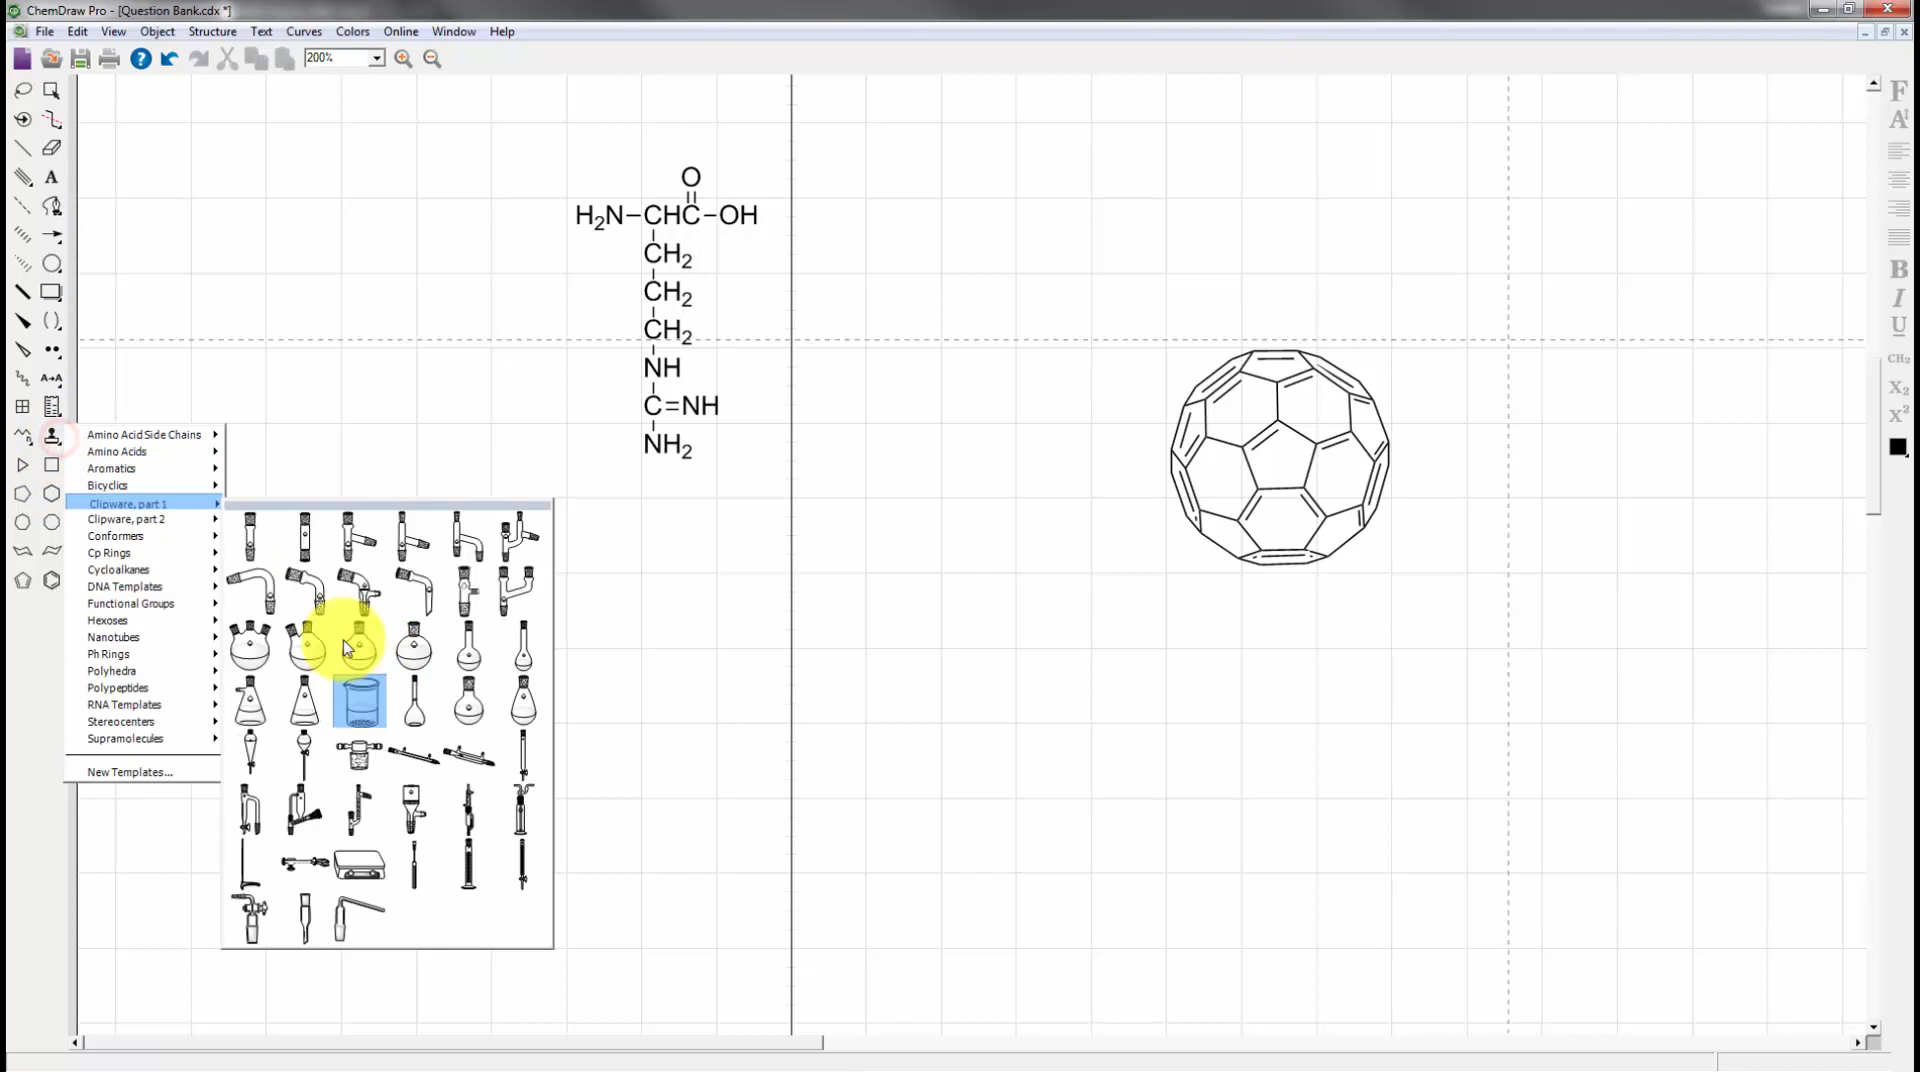 ChemDraw Pro - [Question Bank.cdx *]
File Edit View Object Structure Text Curves Colors Online Window Help
200%
A
A→A
Amino Acid Side Chains
Amino Acids
Aromatics
Bicyclics
Clipware, part 1
Clipware, part 2
Conformers
Cp Rings
Cycloalkanes
DNA Templates
Functional Groups
Hexoses
Nanotubes
Ph Rings
Polyhedra
Polypeptides
RNA Templates
Stereocenters
Supramolecules
New Templates...
O
H₂N–CHC–OH
CH₂
CH₂
CH₂
NH
C=NH
NH₂
F
A
B
I
U
CH₂
X₂
X²